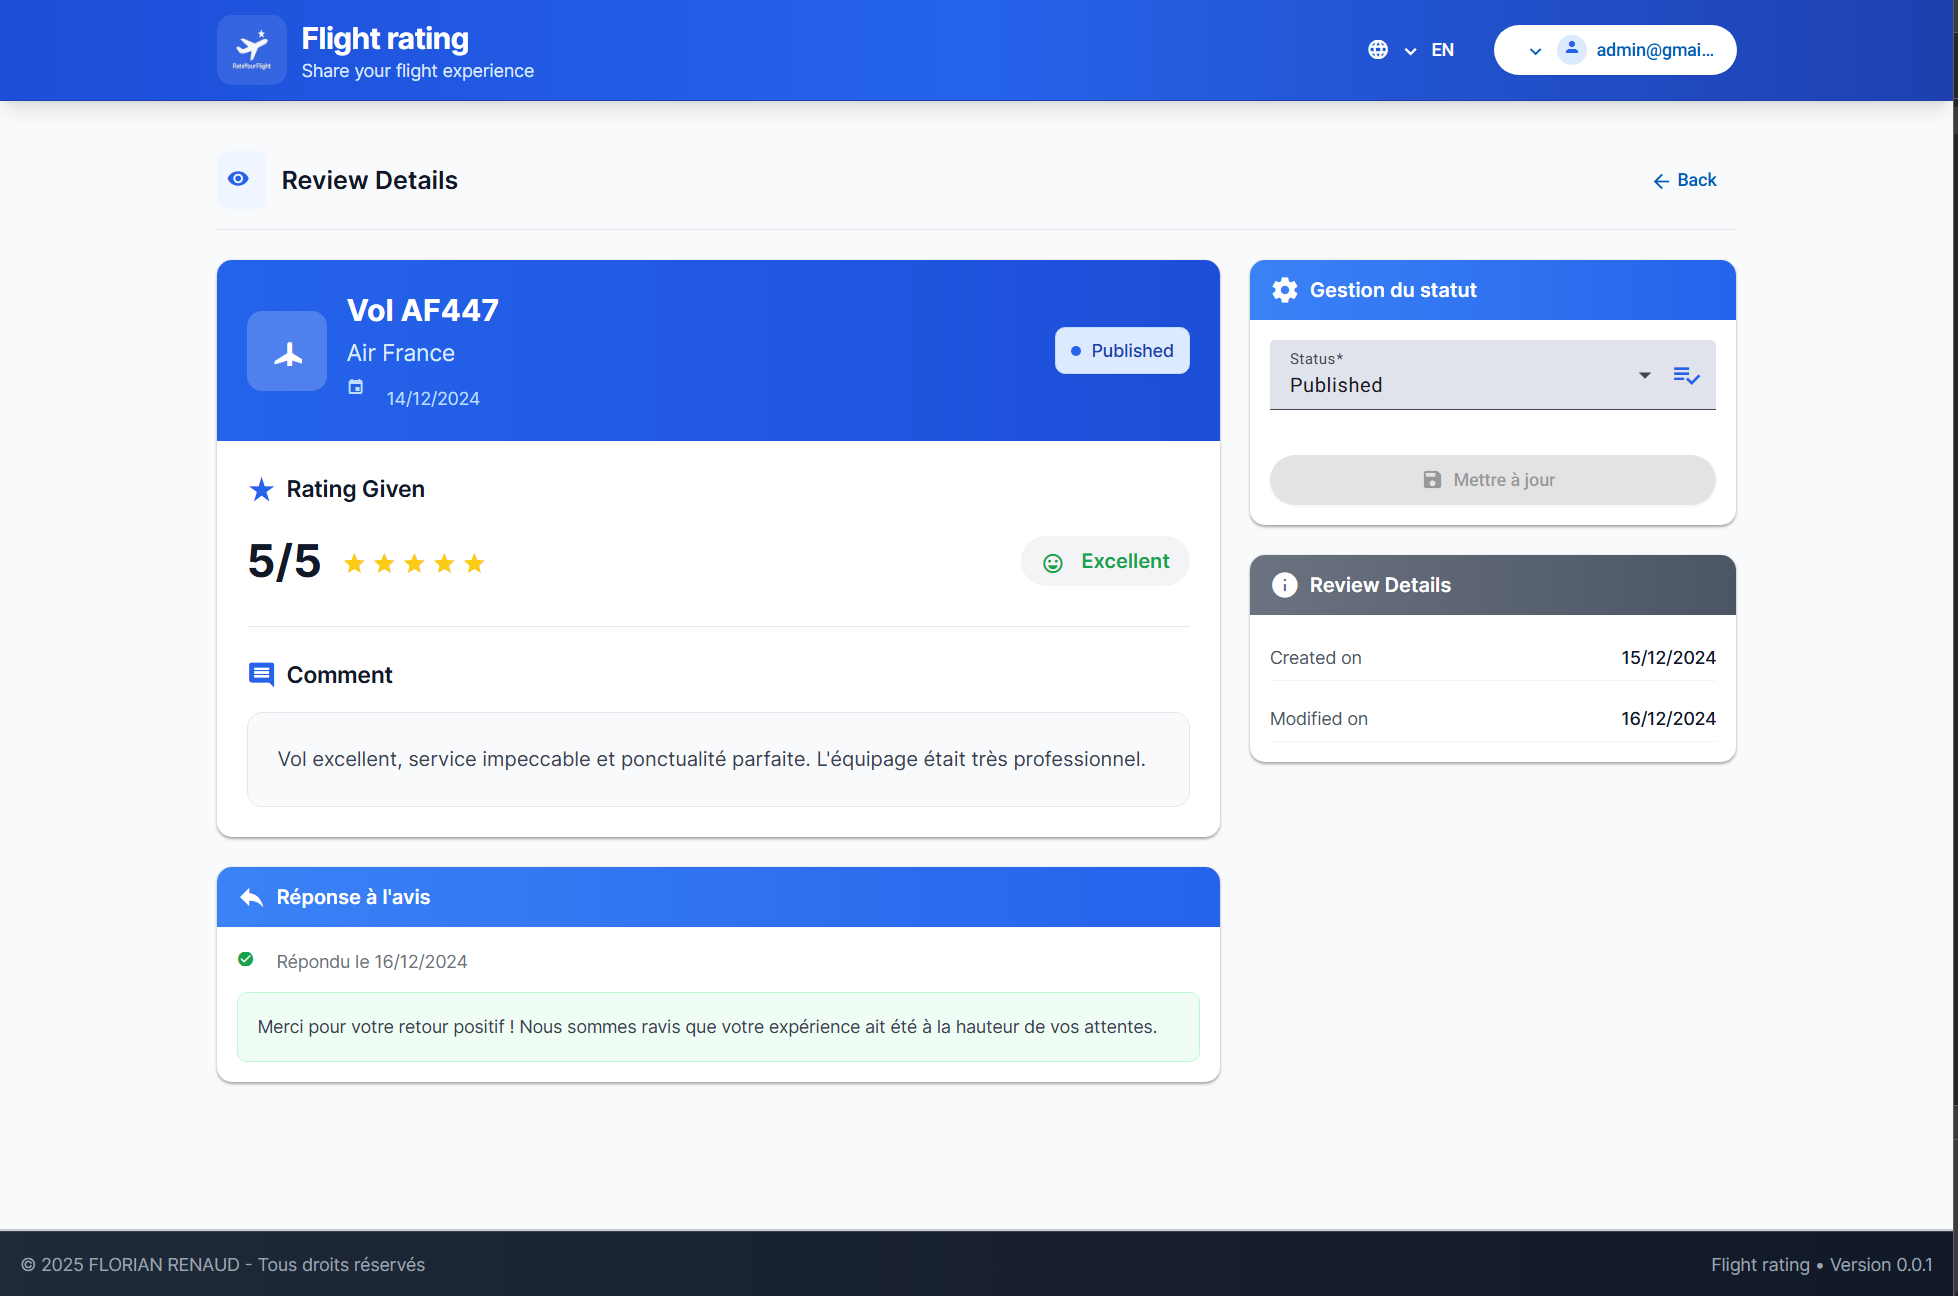 RateYourFlight
Flight rating
Share your flight experience
EN
admin@gmai...
Review Details
Back
Vol AF447
Air France
14/12/2024
Published
Rating Given
5/5
Excellent
Comment
Vol excellent, service impeccable et ponctualité parfaite. L'équipage était très professionnel.
Réponse à l'avis
Répondu le 16/12/2024
Merci pour votre retour positif ! Nous sommes ravis que votre expérience ait été à la hauteur de vos attentes.
Gestion du statut
Status*
Published
Mettre à jour
Review Details
Created on 15/12/2024
Modified on 16/12/2024
© 2025 FLORIAN RENAUD - Tous droits réservés
Flight rating • Version 0.0.1